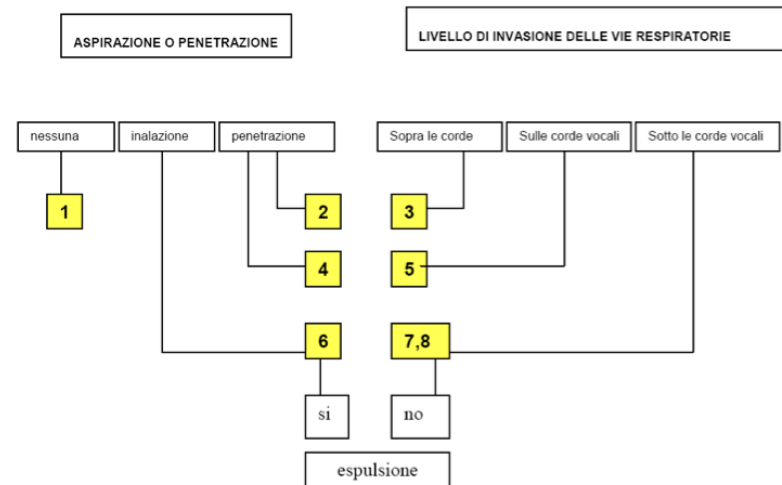 ASPIRAZIONE O PENETRAZIONE
LIVELLO DI INVASIONE DELLE VIE RESPIRATORIE
nessuna
inalazione
penetrazione
Sopra le corde
Sulle corde vocali
Sotto le corde vocali
1
2
3
4
5
6
7,8
si
no
espulsione